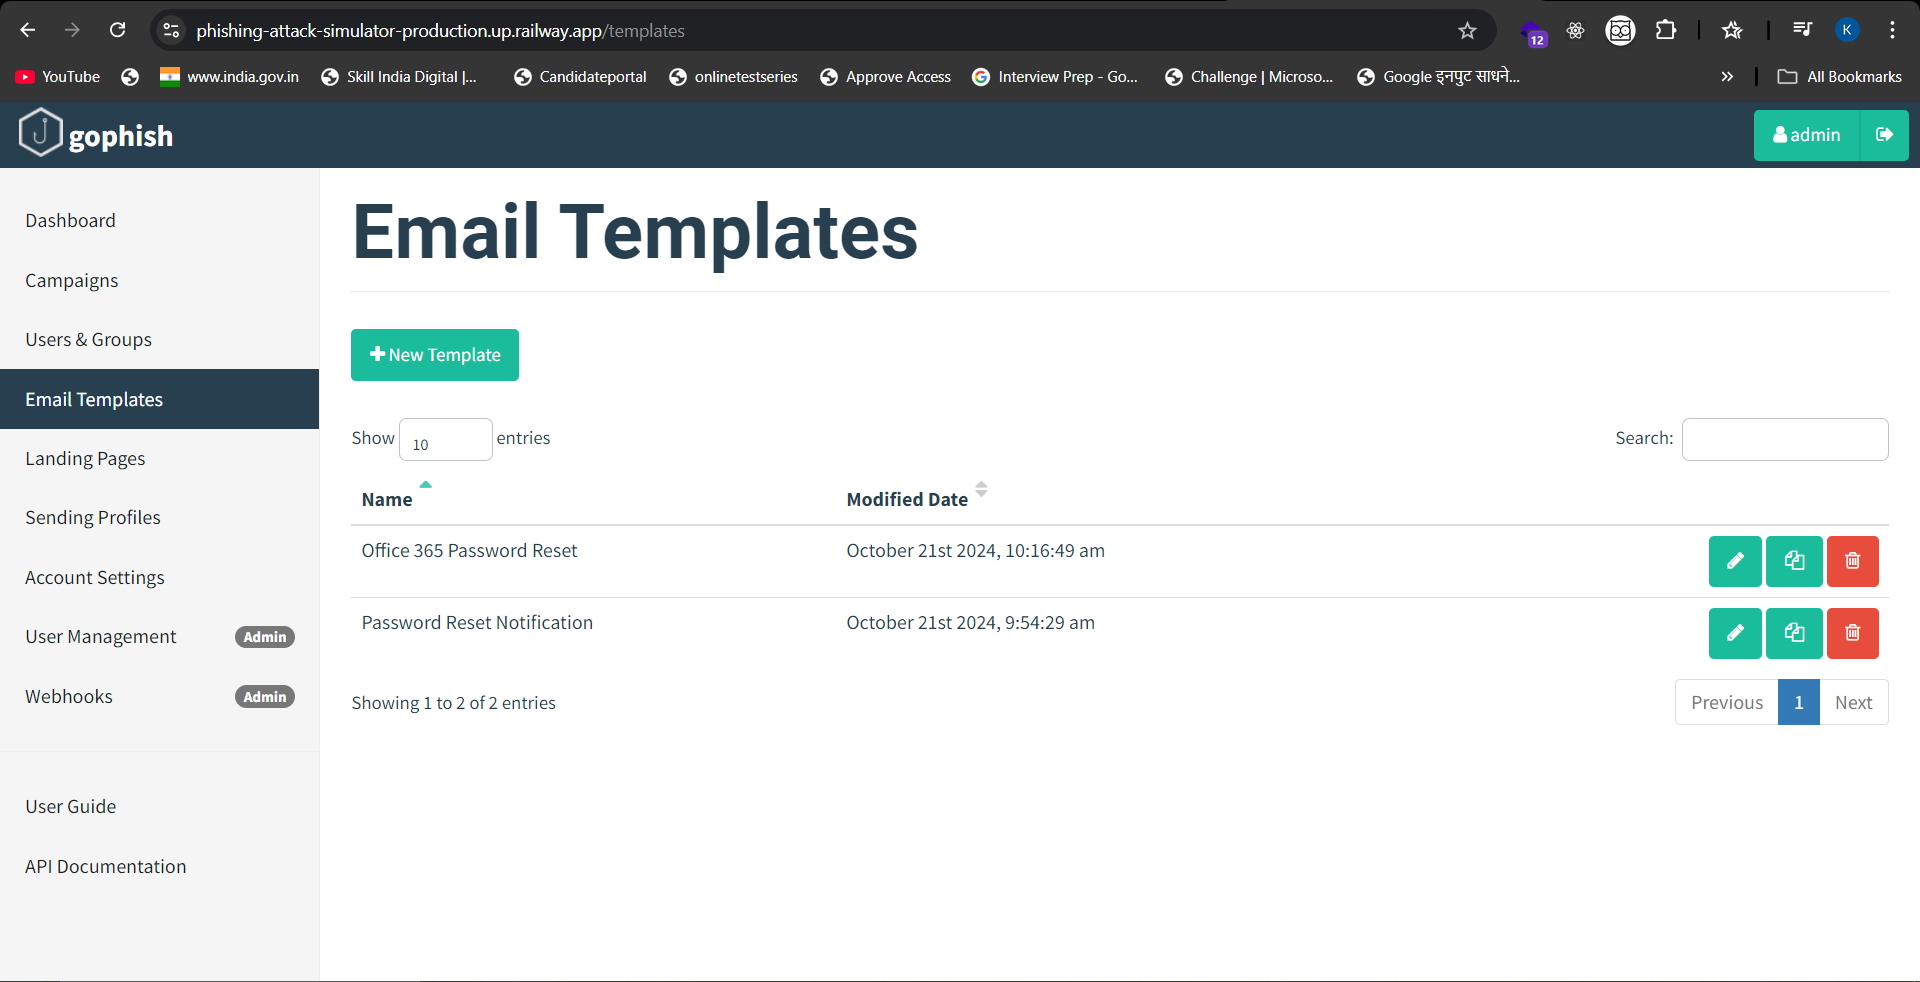 phishing-attack-simulator-production.up.railway.app/templates
12
K
YouTube
www.india.gov.in
Skill India Digital |...
Candidateportal
onlinetestseries
Approve Access
Interview Prep - Go...
Challenge | Microso...
Google इनपुट साधने...
All Bookmarks
gophish
admin
Dashboard
Campaigns
Users & Groups
Email Templates
Landing Pages
Sending Profiles
Account Settings
User Management Admin
Webhooks Admin
User Guide
API Documentation
Email Templates
New Template
Show 10 entries
Search:
Name Modified Date
Office 365 Password Reset October 21st 2024, 10:16:49 am
Password Reset Notification October 21st 2024, 9:54:29 am
Showing 1 to 2 of 2 entries
Previous 1 Next